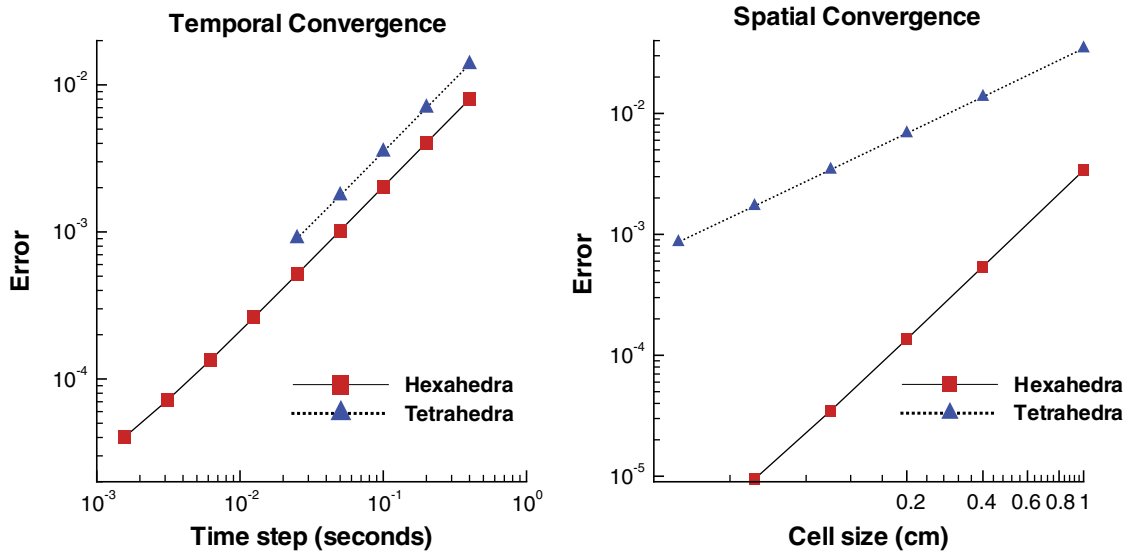 Temporal Convergence
Error
10-2
10-3
10-4
10-3
10-2
10-1
100
Time step (seconds)
Hexahedra
Tetrahedra
Spatial Convergence
Error
10-2
10-3
10-4
10-5
0.2
0.4
0.6
0.8
1
Cell size (cm)
Hexahedra
Tetrahedra